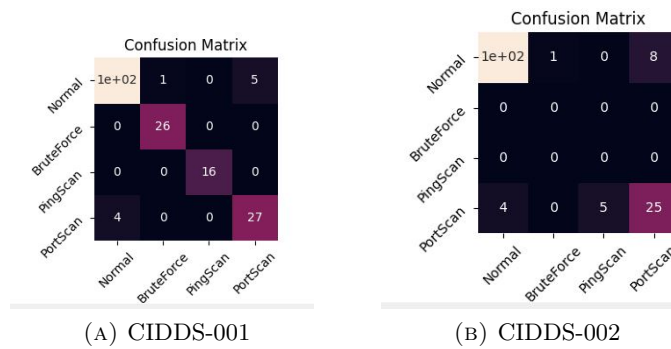 Confusion Matrix
Normal 1e+02 1 0 5
BruteForce 0 26 0 0
PingScan 0 0 16 0
PortScan 4 0 0 27
Normal BruteForce PingScan PortScan
(A) CIDDS-001
Confusion Matrix
Normal 1e+02 1 0 8
BruteForce 0 0 0 0
PingScan 0 0 0 0
PortScan 4 0 5 25
Normal BruteForce PingScan PortScan
(B) CIDDS-002